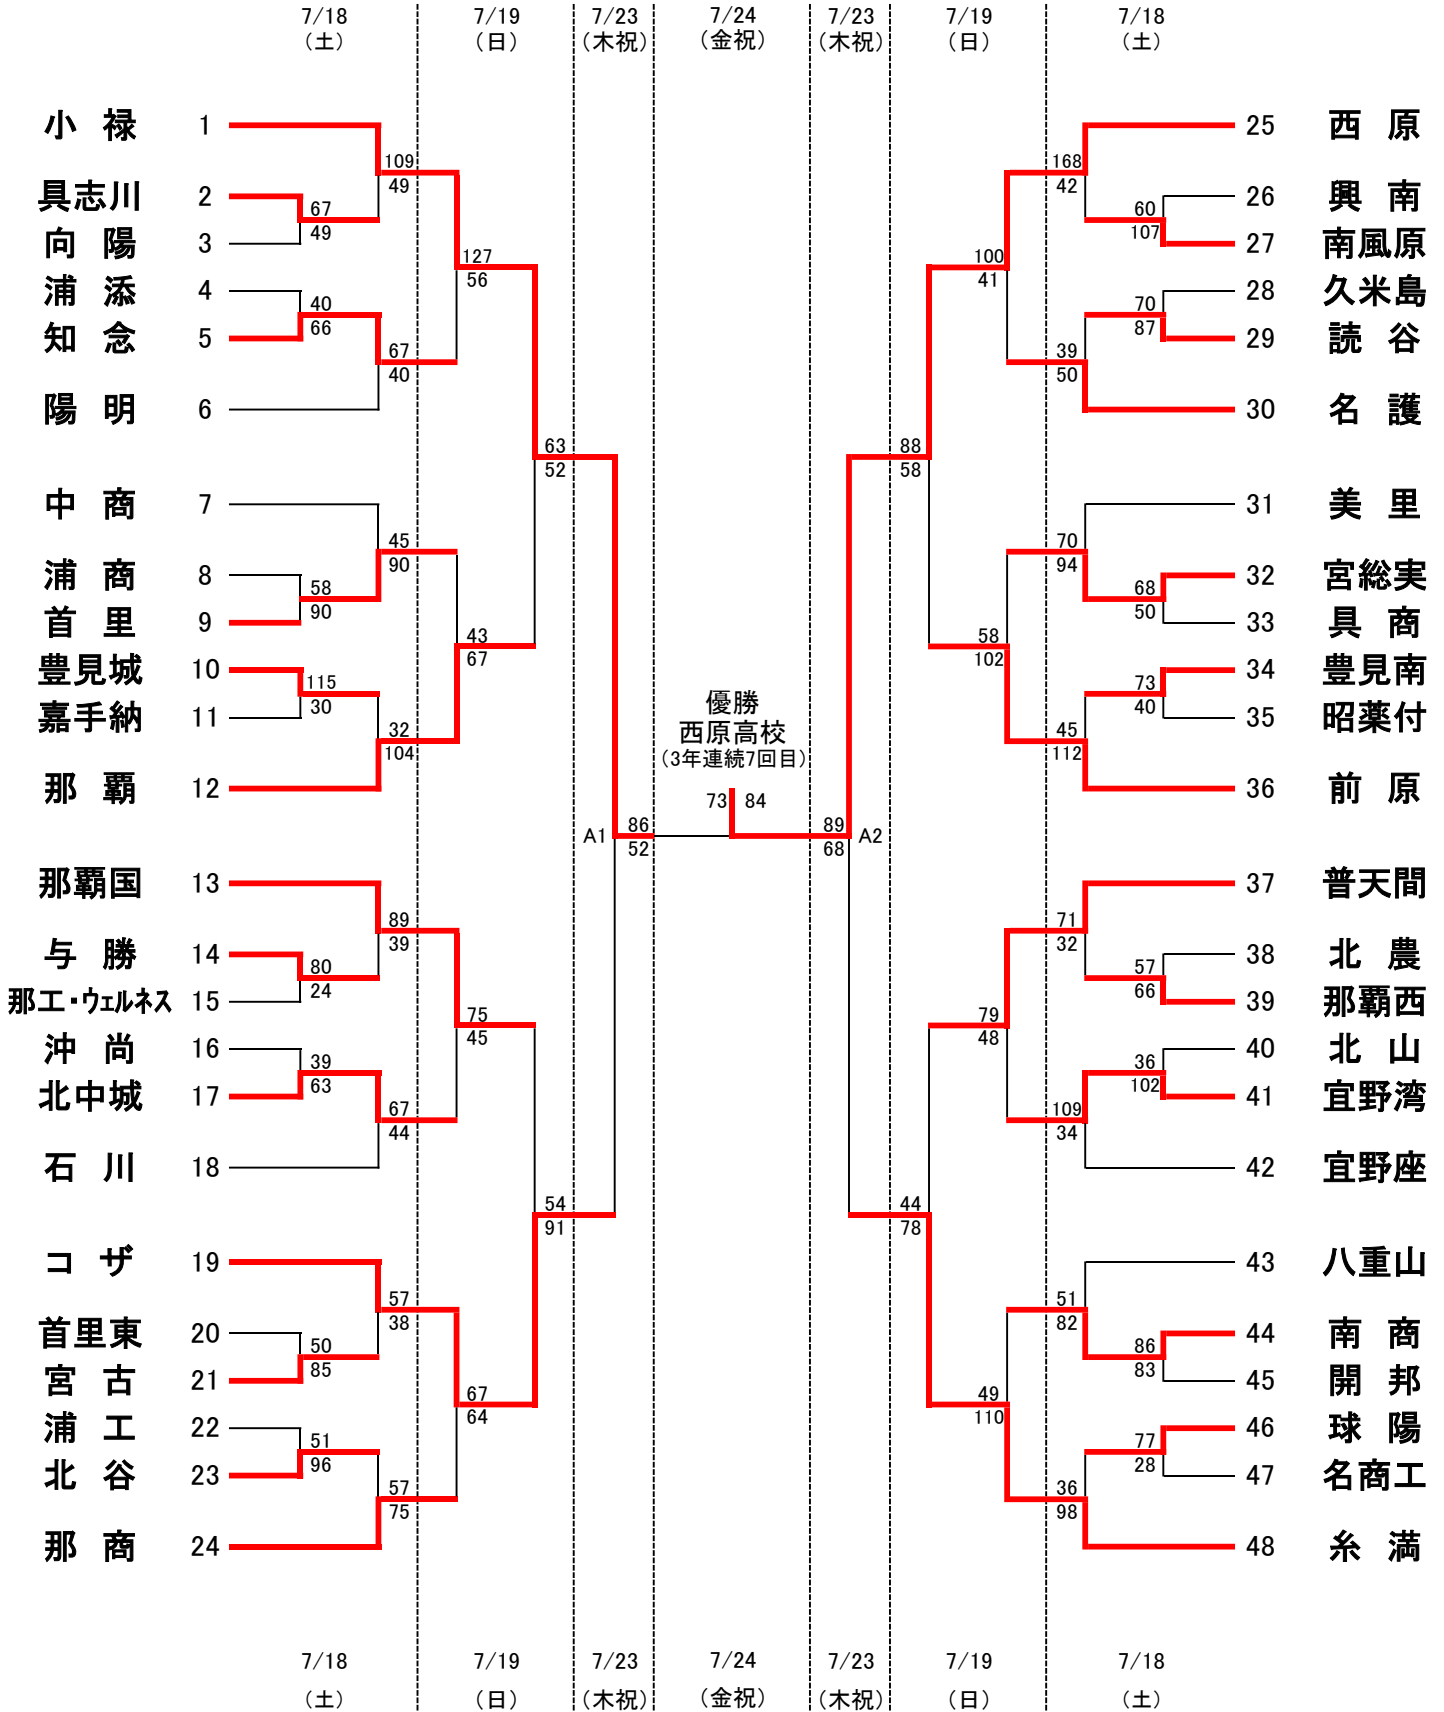 7/18 7/19 7/23 7/24 7/23 7/19 7/18
（土） （日） （木祝） （金祝） （木祝） （日） （土）
小 禄 1
具志川 2
向 陽 3
浦 添 4
知 念 5
陽 明 6
中 商 7
浦 商 8
首 里 9
豊見城 10
嘉手納 11
那 覇 12
那覇国 13
与 勝 14
那工・ウェルネス 15
沖 尚 16
北中城 17
石 川 18
コ ザ 19
首里東 20
宮 古 21
浦 工 22
北 谷 23
那 商 24
67
49
40
66
58
90
115
30
80
24
39
63
50
85
51
96
109
49
67
40
45
90
32
104
89
39
67
44
57
38
57
75
127
56
43
67
75
45
67
64
63
52
54
91
A1
86
52
優勝
西原高校
（3年連続7回目）
73 84
89
68
A2
88
58
44
78
100
41
58
102
79
48
49
110
168
42
39
50
70
94
45
112
71
32
109
34
51
82
36
98
60
107
70
87
68
50
73
40
57
66
36
102
86
83
77
28
25 西 原
26 興 南
27 南風原
28 久米島
29 読 谷
30 名 護
31 美 里
32 宮総実
33 具 商
34 豊見南
35 昭薬付
36 前 原
37 普天間
38 北 農
39 那覇西
40 北 山
41 宜野湾
42 宜野座
43 八重山
44 南 商
45 開 邦
46 球 陽
47 名商工
48 糸 満
7/18 7/19 7/23 7/24 7/23 7/19 7/18
（土） （日） （木祝） （金祝） （木祝） （日） （土）